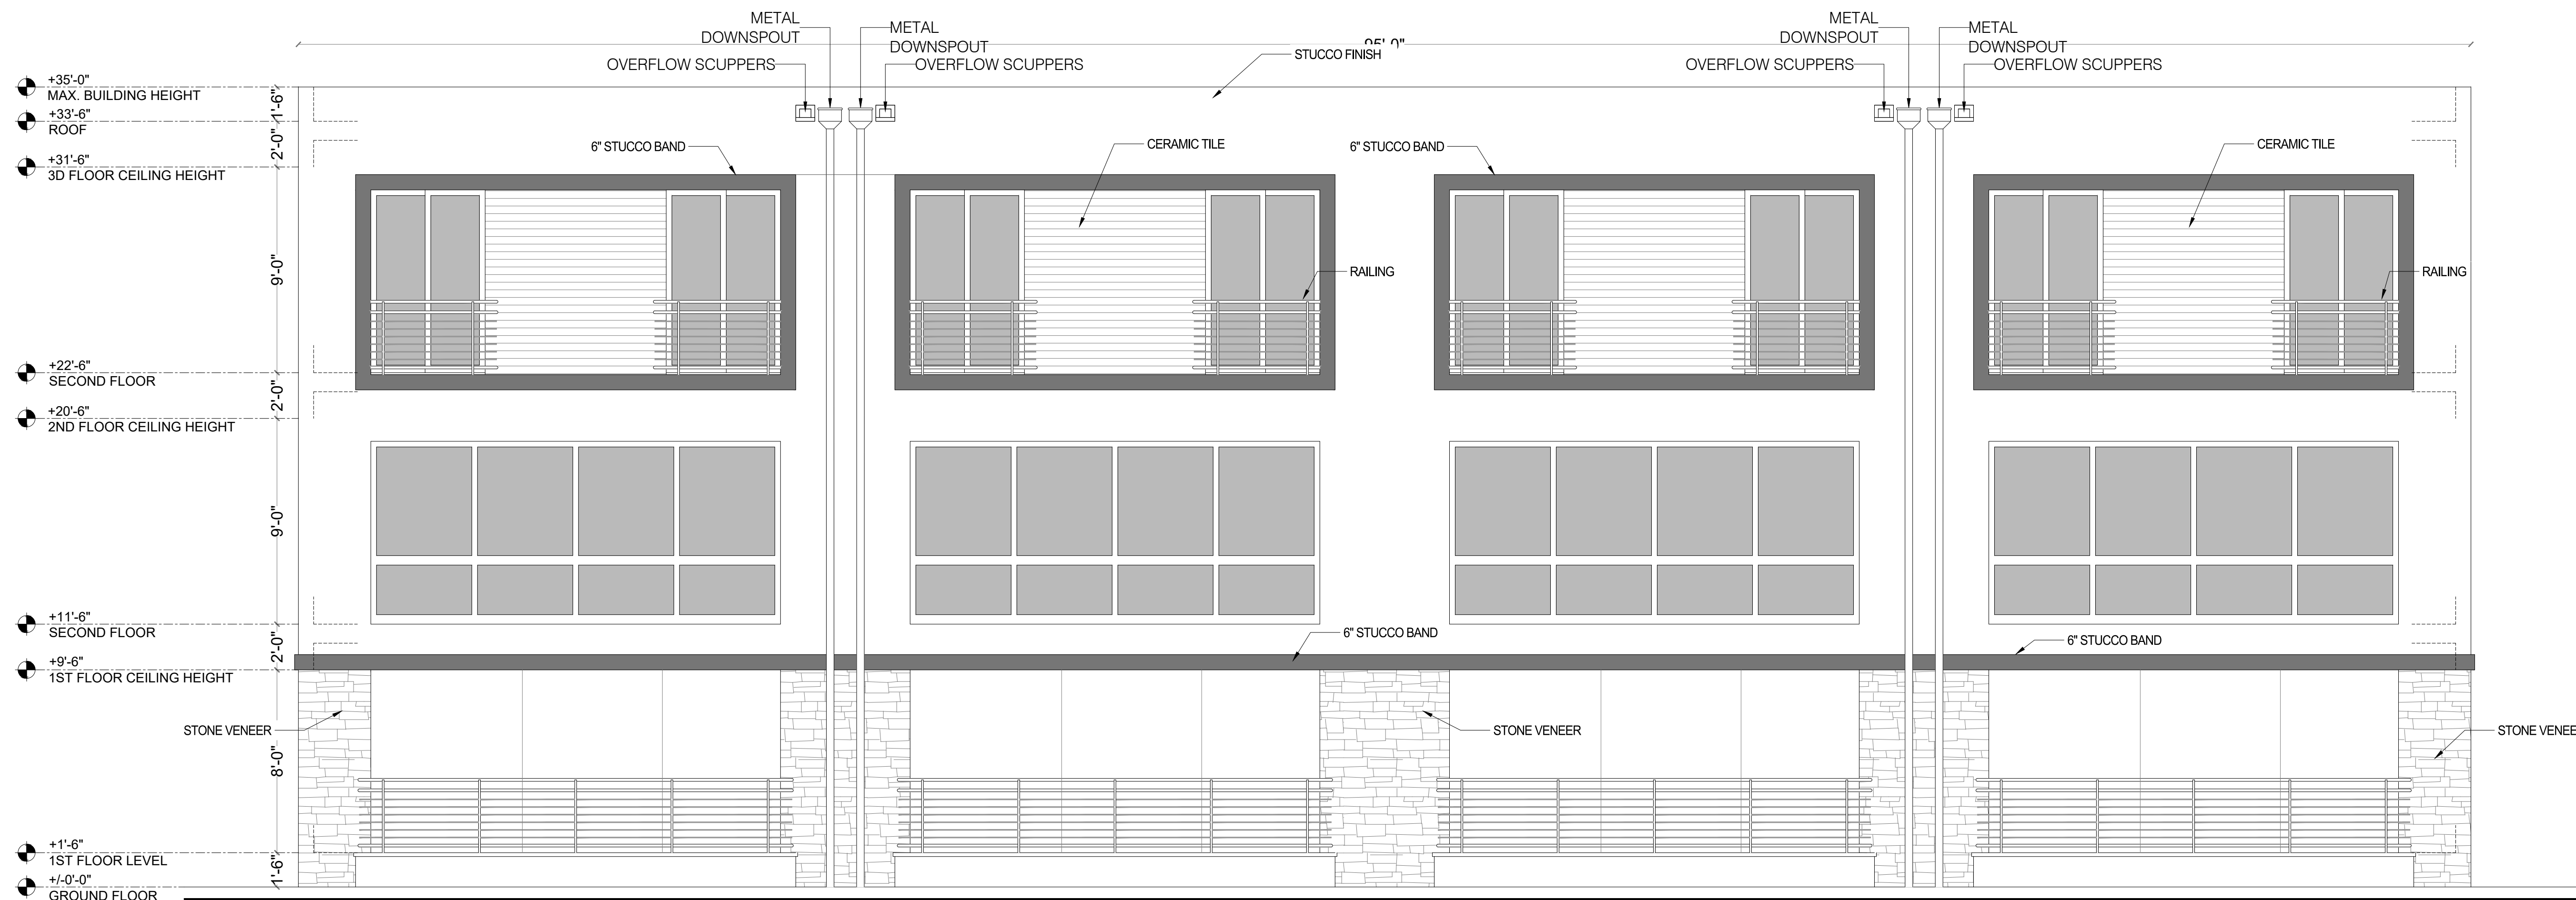 METAL
DOWNSPOUT
METAL
DOWNSPOUT
OVERFLOW SCUPPERS
OVERFLOW SCUPPERS
95'-0"
STUCCO FINISH
METAL
DOWNSPOUT
METAL
DOWNSPOUT
OVERFLOW SCUPPERS
OVERFLOW SCUPPERS
+35'-0"
MAX. BUILDING HEIGHT
1'-6"
+33'-6"
ROOF
2'-0"
+31'-6"
3D FLOOR CEILING HEIGHT
6" STUCCO BAND
CERAMIC TILE
6" STUCCO BAND
CERAMIC TILE
9'-0"
RAILING
RAILING
+22'-6"
SECOND FLOOR
2'-0"
+20'-6"
2ND FLOOR CEILING HEIGHT
9'-0"
+11'-6"
SECOND FLOOR
2'-0"
6" STUCCO BAND
6" STUCCO BAND
+9'-6"
1ST FLOOR CEILING HEIGHT
STONE VENEER
STONE VENEER
STONE VENEE
8'-0"
+1'-6"
1ST FLOOR LEVEL
1'-6"
+/-0'-0"
GROUND FLOOR